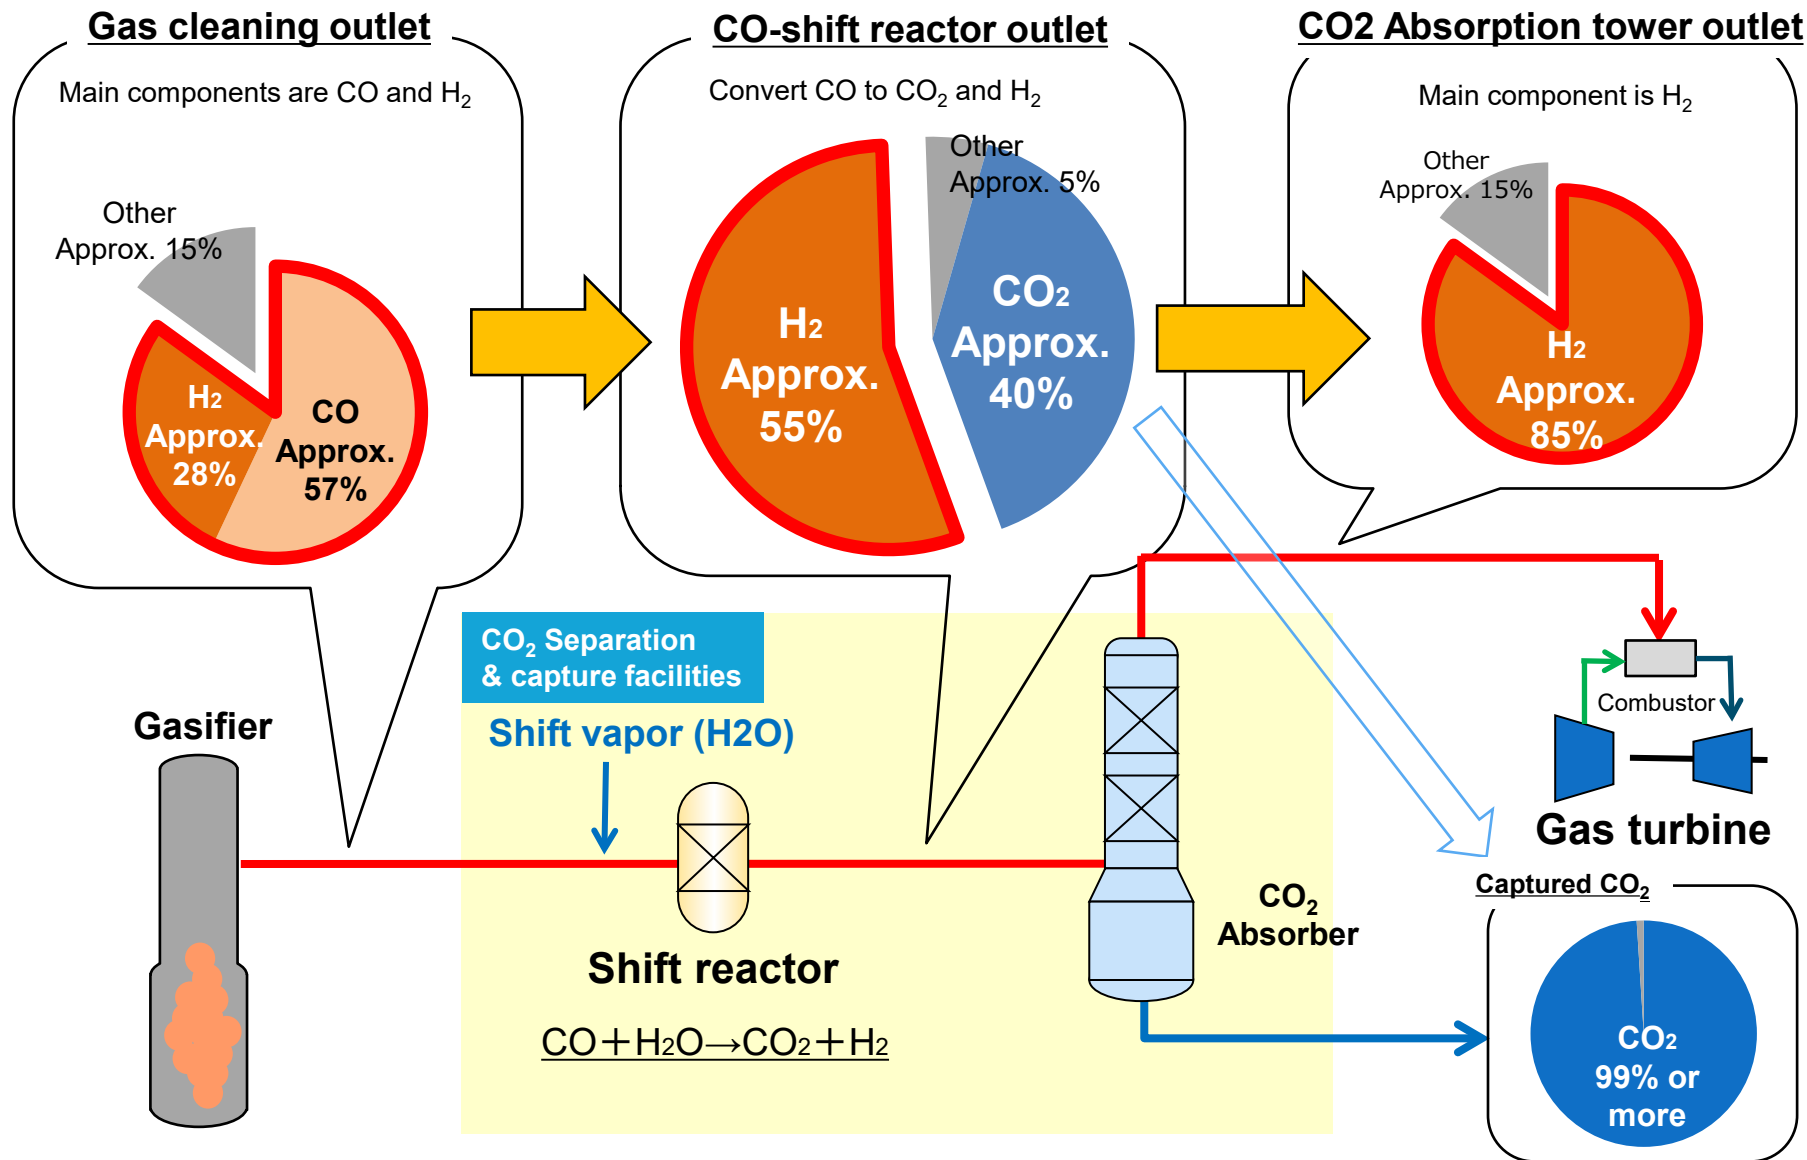 Gas cleaning outlet
Main components are CO and H₂
Other
Approx. 15%
H₂
Approx.
28%
CO
Approx.
57%
CO-shift reactor outlet
Convert CO to CO₂ and H₂
Other
Approx. 5%
H₂
Approx.
55%
CO₂
Approx.
40%
CO2 Absorption tower outlet
Main component is H₂
Other
Approx. 15%
H₂
Approx.
85%
CO₂ Separation
& capture facilities
Shift vapor (H2O)
Gasifier
Shift reactor
CO＋H₂O→CO₂＋H₂
CO₂
Absorber
Combustor
Gas turbine
Captured CO₂
CO₂
99% or
more